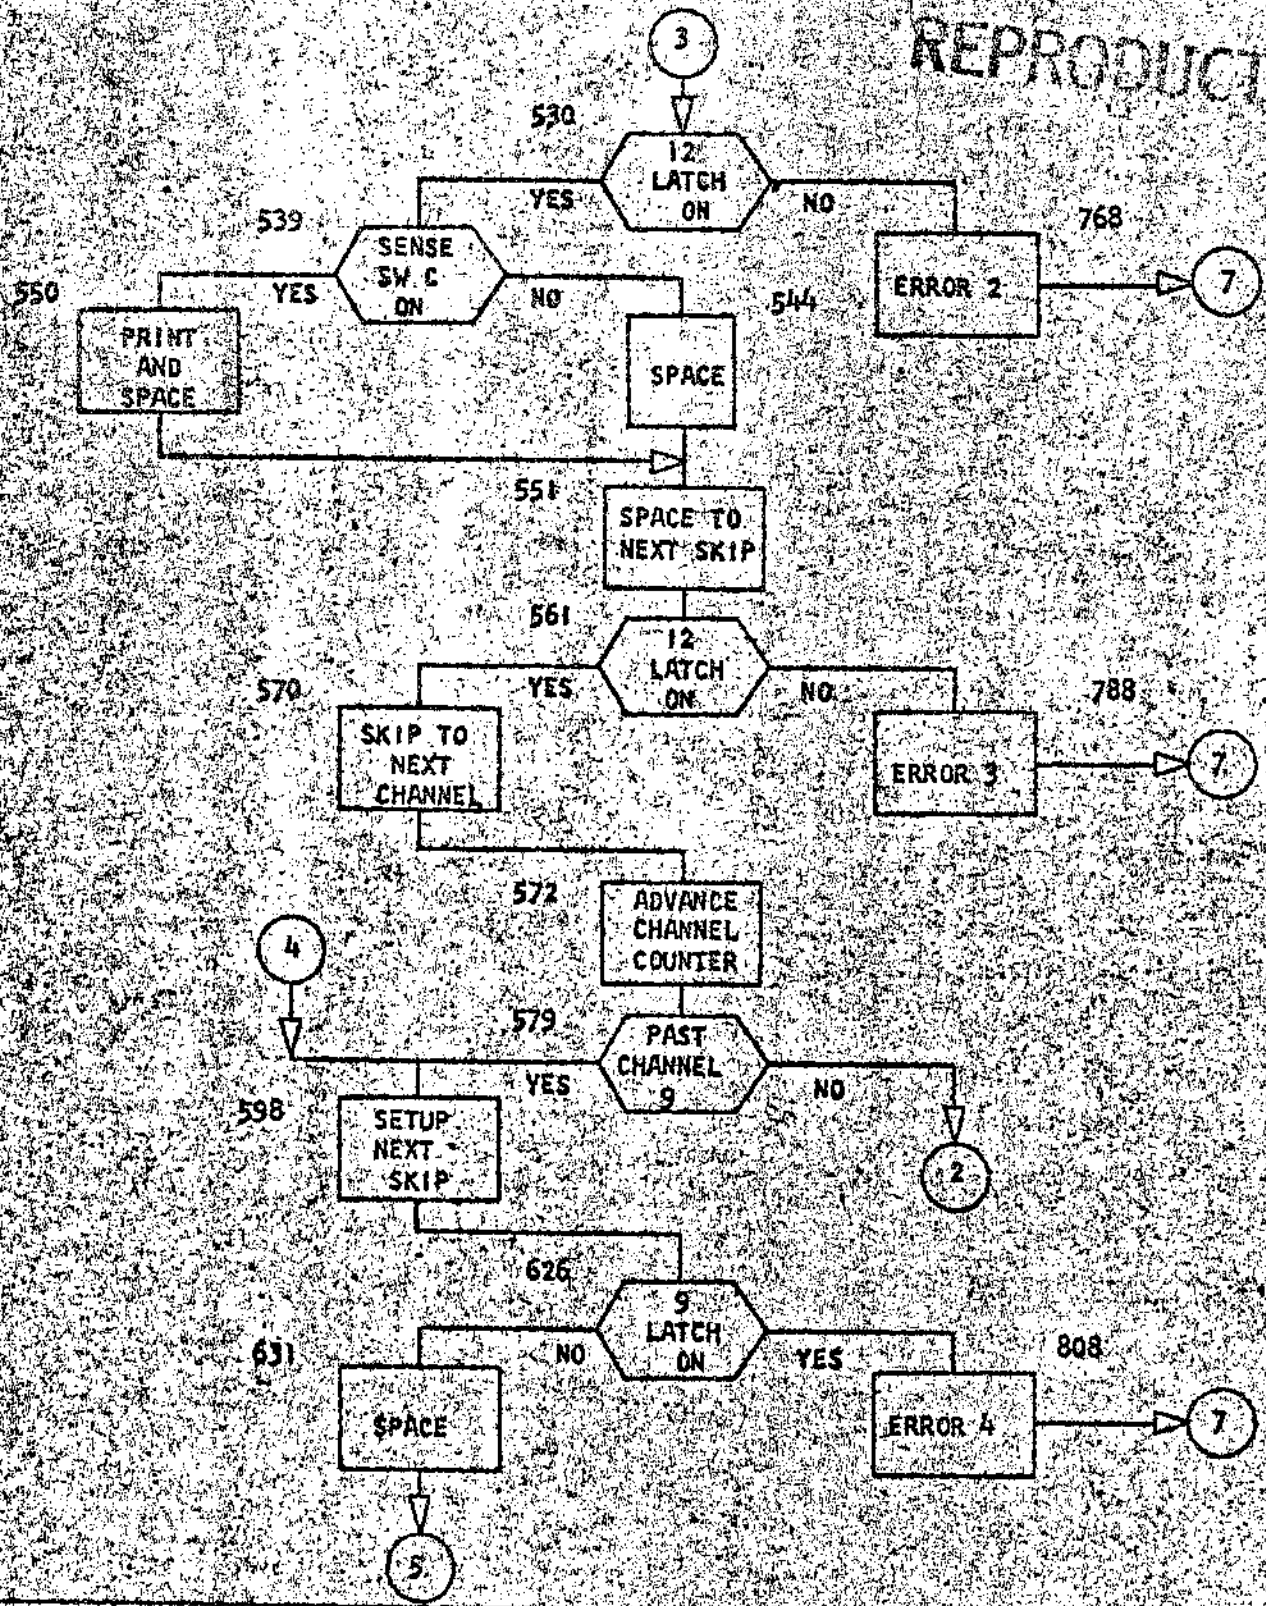 REPRODUCT
3
530
12
LATCH
ON
YES
NO
539
SENSE
SW. C
ON
768
ERROR 2
7
550
YES
NO
544
PRINT
AND
SPACE
SPACE
551
SPACE TO
NEXT SKIP
561
12
LATCH
ON
570
YES
NO
788
SKIP TO
NEXT
CHANNEL
ERROR 3
7
572
ADVANCE
CHANNEL
COUNTER
4
579
PAST
CHANNEL
9
YES
NO
598
SETUP
NEXT
SKIP
2
626
9
LATCH
ON
631
NO
YES
808
SPACE
ERROR 4
7
5